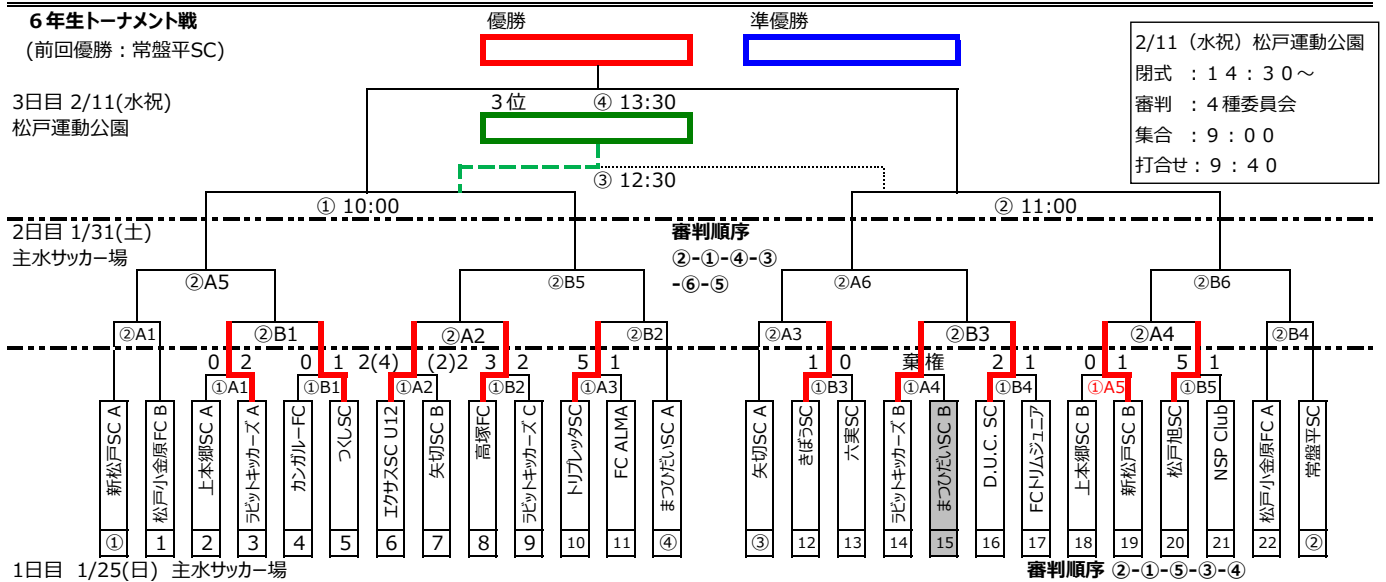 ６年生トーナメント戦
優勝
準優勝
(前回優勝：常盤平SC)
2/11（水祝）松戸運動公園
閉式 ：１４：３０～
審判 ：４種委員会
集合 ：９：００
打合せ：９：４０
3日目 2/11(水祝)
松戸運動公園
３位
④ 13:30
③ 12:30
① 10:00
② 11:00
2日目 1/31(土)
主水サッカー場
審判順序
②-①-④-③
-⑥-⑤
②A5
②B5
②A6
②B6
②A1
②B1
②A2
②B2
②A3
②B3
②A4
②B4
0 2 0 1 2(4) (2)2 3 2 5 1 1 0 棄権 2 1 0 1 5 1
①A1
①B1
①A2
①B2
①A3
①B3
①A4
①B4
①A5
①B5
新松戸SC A
松戸小金原FC B
上本郷SC A
ラビットキッカーズ A
カンガルーFC
つくしSC
エクサスSC U12
矢切SC B
高塚FC
ラビットキッカーズ C
トリプレッタSC
FC ALMA
まつひだいSC A
矢切SC A
きぼうSC
六実SC
ラビットキッカーズ B
まつひだいSC B
D.U.C. SC
FCトリムジュニア
上本郷SC B
新松戸SC B
松戸旭SC
NSP Club
松戸小金原FC A
常盤平SC
① 1 2 3 4 5 6 7 8 9 10 11 ④ ③ 12 13 14 15 16 17 18 19 20 21 22 ②
1日目 1/25(日) 主水サッカー場
審判順序 ②-①-⑤-③-④